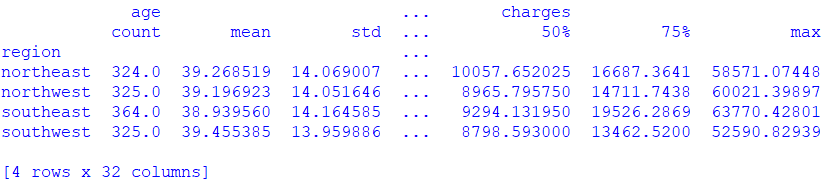 age ... charges
count mean std ... 50% 75% max
region ...
northeast 324.0 39.268519 14.069007 ... 10057.652025 16687.3641 58571.07448
northwest 325.0 39.196923 14.051646 ... 8965.795750 14711.7438 60021.39897
southeast 364.0 38.939560 14.164585 ... 9294.131950 19526.2869 63770.42801
southwest 325.0 39.455385 13.959886 ... 8798.593000 13462.5200 52590.82939
[4 rows x 32 columns]